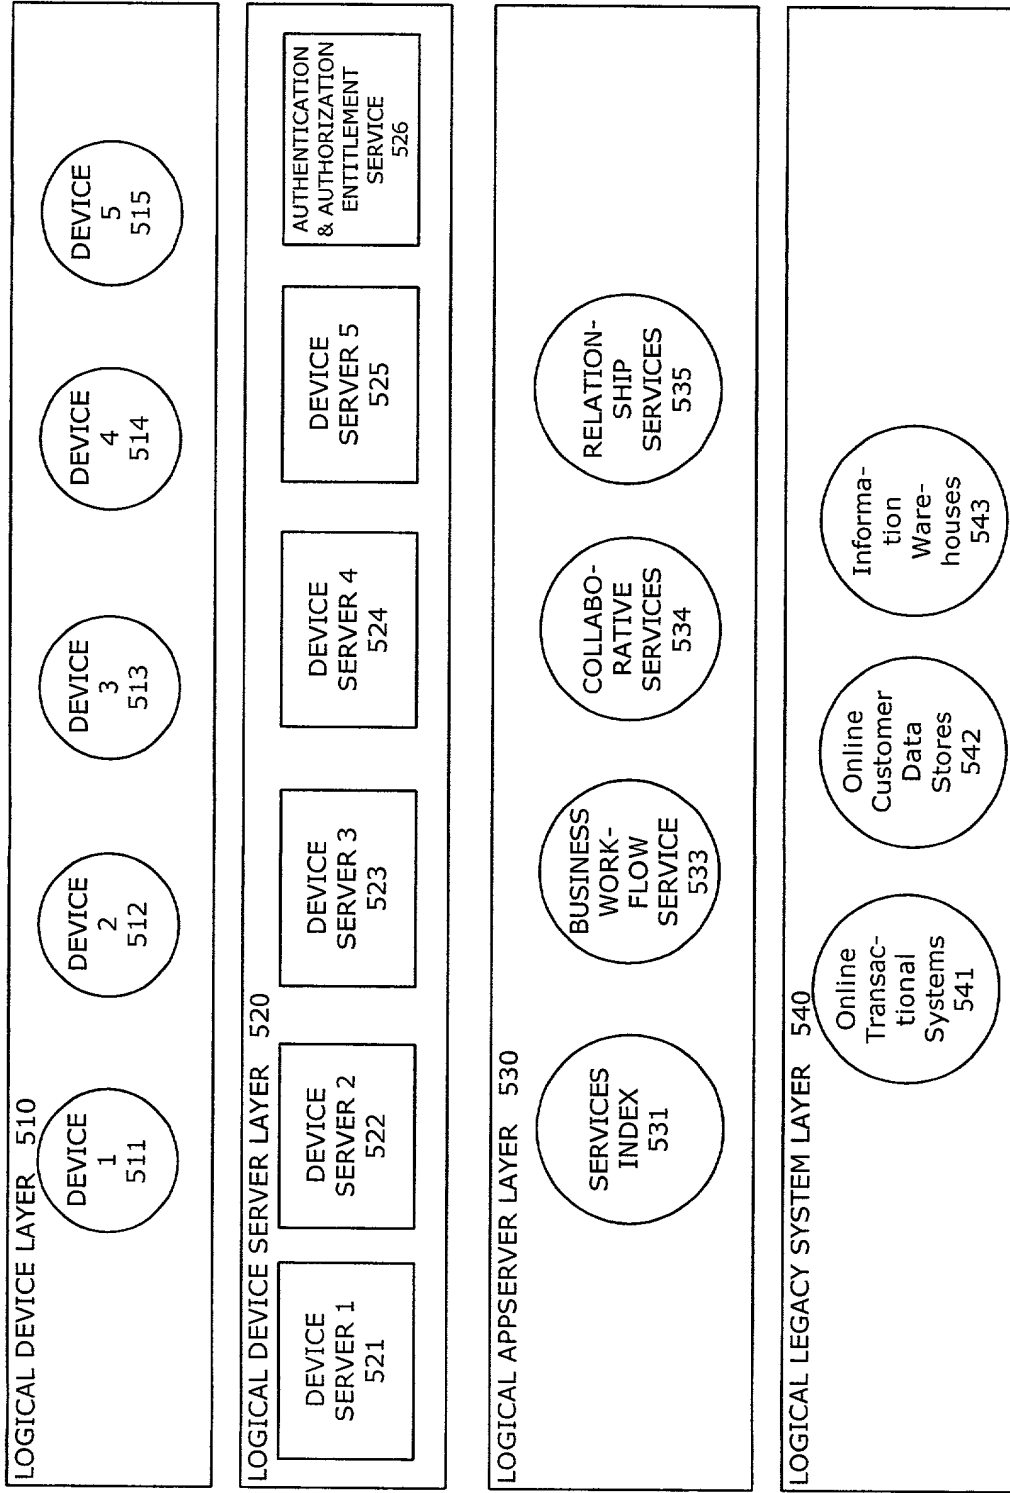 LOGICAL DEVICE LAYER 510
DEVICE
1
511
DEVICE
2
512
DEVICE
3
513
DEVICE
4
514
DEVICE
5
515
LOGICAL DEVICE SERVER LAYER 520
DEVICE
SERVER 1
521
DEVICE
SERVER 2
522
DEVICE
SERVER 3
523
DEVICE
SERVER 4
524
DEVICE
SERVER 5
525
AUTHENTICATION
& AUTHORIZATION
ENTITLEMENT
SERVICE
526
LOGICAL APPSERVER LAYER 530
SERVICES
INDEX
531
BUSINESS
WORK-
FLOW
SERVICE
533
COLLABO-
RATIVE
SERVICES
534
RELATION-
SHIP
SERVICES
535
LOGICAL LEGACY SYSTEM LAYER 540
Online
Transac-
tional
Systems
541
Online
Customer
Data
Stores
542
Informa-
tion
Ware-
houses
543